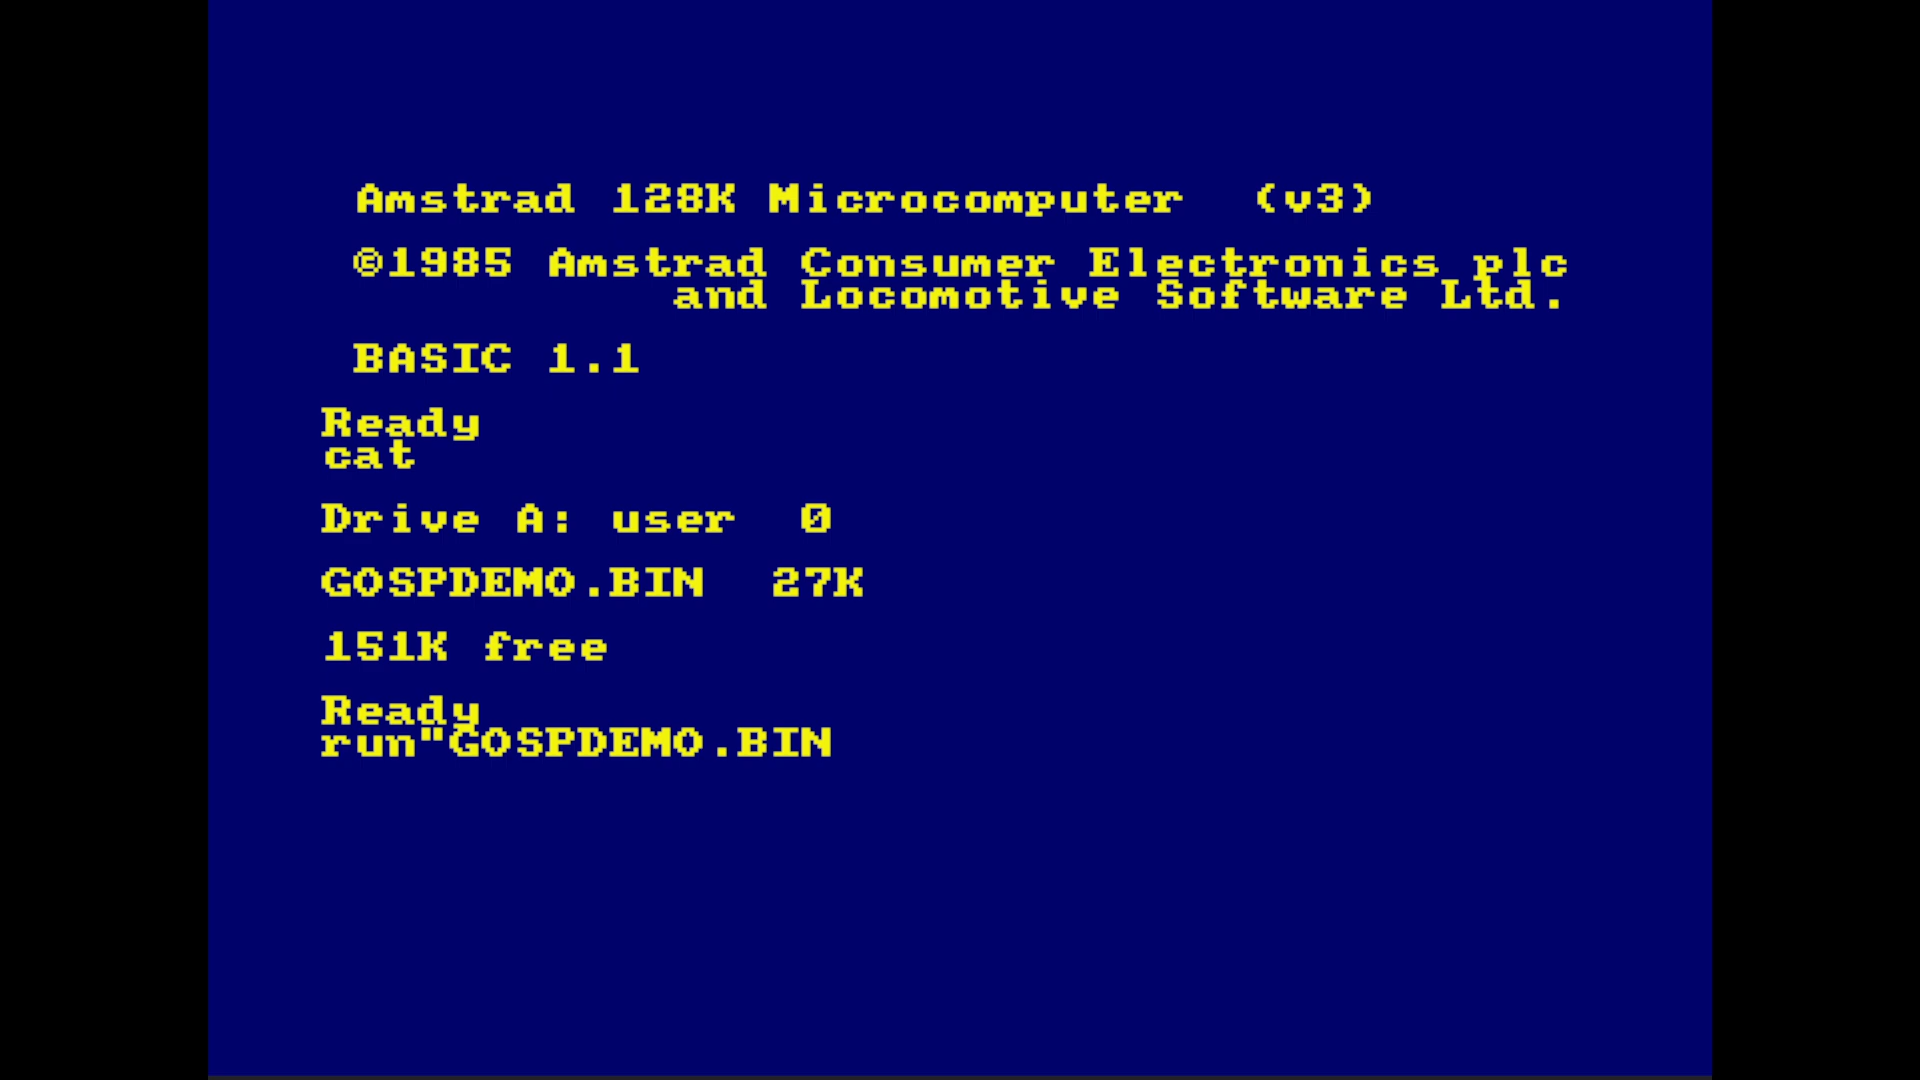 Amstrad 128K Microcomputer  (v3)
©1985 Amstrad Consumer Electronics plc
and Locomotive Software Ltd.
BASIC 1.1
Ready
cat
Drive A: user  0
GOSPDEMO.BIN  27K
151K free
Ready
run"GOSPDEMO.BIN